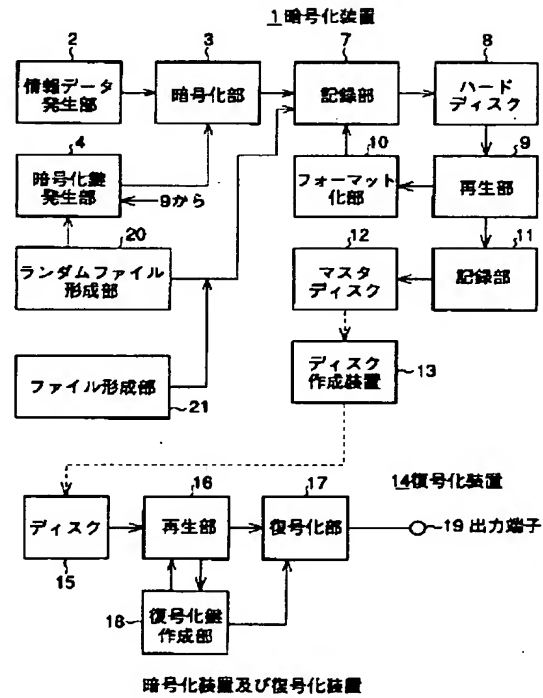 1 暗号化装置
2
3
7
8
情報データ
発生部
暗号化部
記録部
ハード
ディスク
4
10
9
暗号化鍵
発生部
9から
フォーマット
化部
再生部
20
12
11
ランダムファイル
形成部
マスタ
ディスク
記録部
ファイル形成部
21
ディスク
作成装置
13
16
17
14復号化装置
ディスク
再生部
復号化部
19 出力端子
15
18
復号化鍵
作成部
暗号化装置及び復号化装置